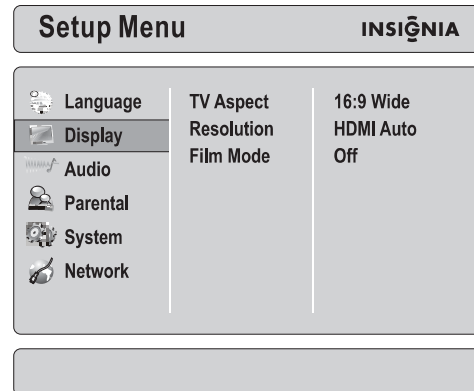 Setup Menu INSIGNIA
Language TV Aspect 16:9 Wide
Display Resolution HDMI Auto
Audio Film Mode Off
Parental
System
Network